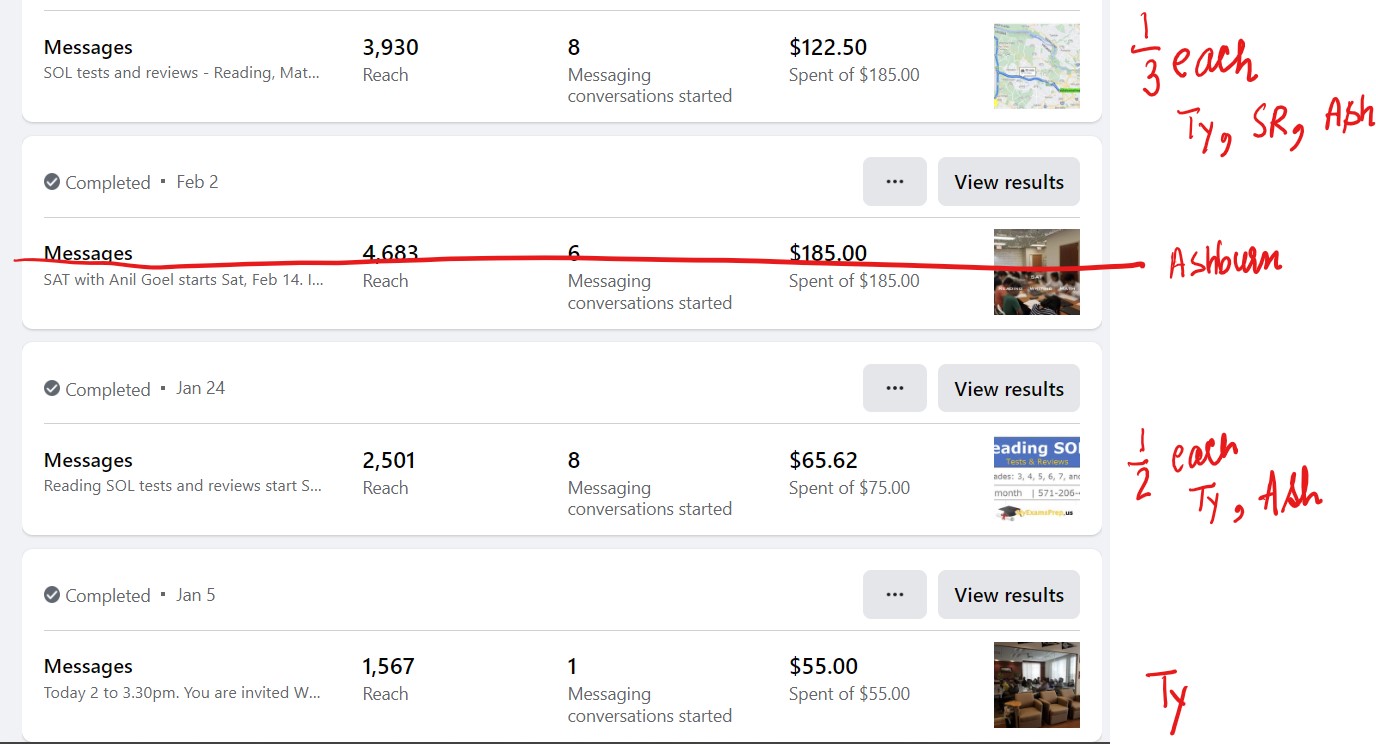 Messages 3,930 8 $122.50
SOL tests and reviews - Reading, Mat... Reach Messaging conversations started Spent of $185.00
1/3 each
Ty, SR, Ash
Completed · Feb 2 ... View results
Messages 4,683 6 $185.00
SAT with Anil Goel starts Sat, Feb 14. I... Reach Messaging conversations started Spent of $185.00
Ashburn
Completed · Jan 24 ... View results
Messages 2,501 8 $65.62
Reading SOL tests and reviews start S... Reach Messaging conversations started Spent of $75.00
eading SO
Tests & Reviews
ades: 3, 4, 5, 6, 7, an
month | 571-206-
yExamsPrep.us
1/2 each
Ty, Ash
Completed · Jan 5 ... View results
Messages 1,567 1 $55.00
Today 2 to 3.30pm. You are invited W... Reach Messaging conversations started Spent of $55.00
Ty